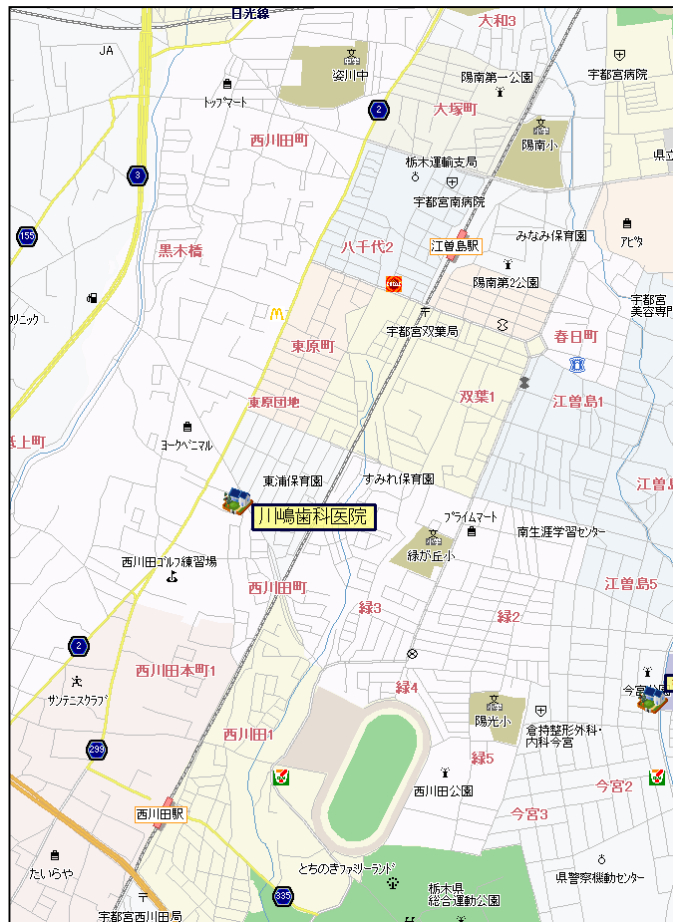 日光線
大和3
JA
姿川中
宇都宮病院
陽南第一公園
トップマート
大塚町
2
西川田町
陽南小
県立
栃木運輸支局
3
宇都宮南病院
155
黒木橋
八千代2
江曽島駅
みなみ保育園
アピタ
陽南第2公園
宇都宮
美容専門
クリニック
宇都宮双葉局
東原町
春日町
東原団地
双葉1
江曽島1
砥上町
ヨークベニマル
東浦保育園
すみれ保育園
江曽島
川嶋歯科医院
プライムマート
南生涯学習センター
緑が丘小
西川田ゴルフ練習場
西川田町
江曽島5
緑3
緑2
2
西川田本町1
サンテニスクラブ
緑4
今宮公園
陽光小
倉持整形外科・
内科今宮
西川田1
299
緑5
西川田公園
今宮2
西川田駅
今宮3
とちのきファミリーランド
たいらや
335
栃木県
総合運動公園
県警察機動センター
宇都宮西川田局